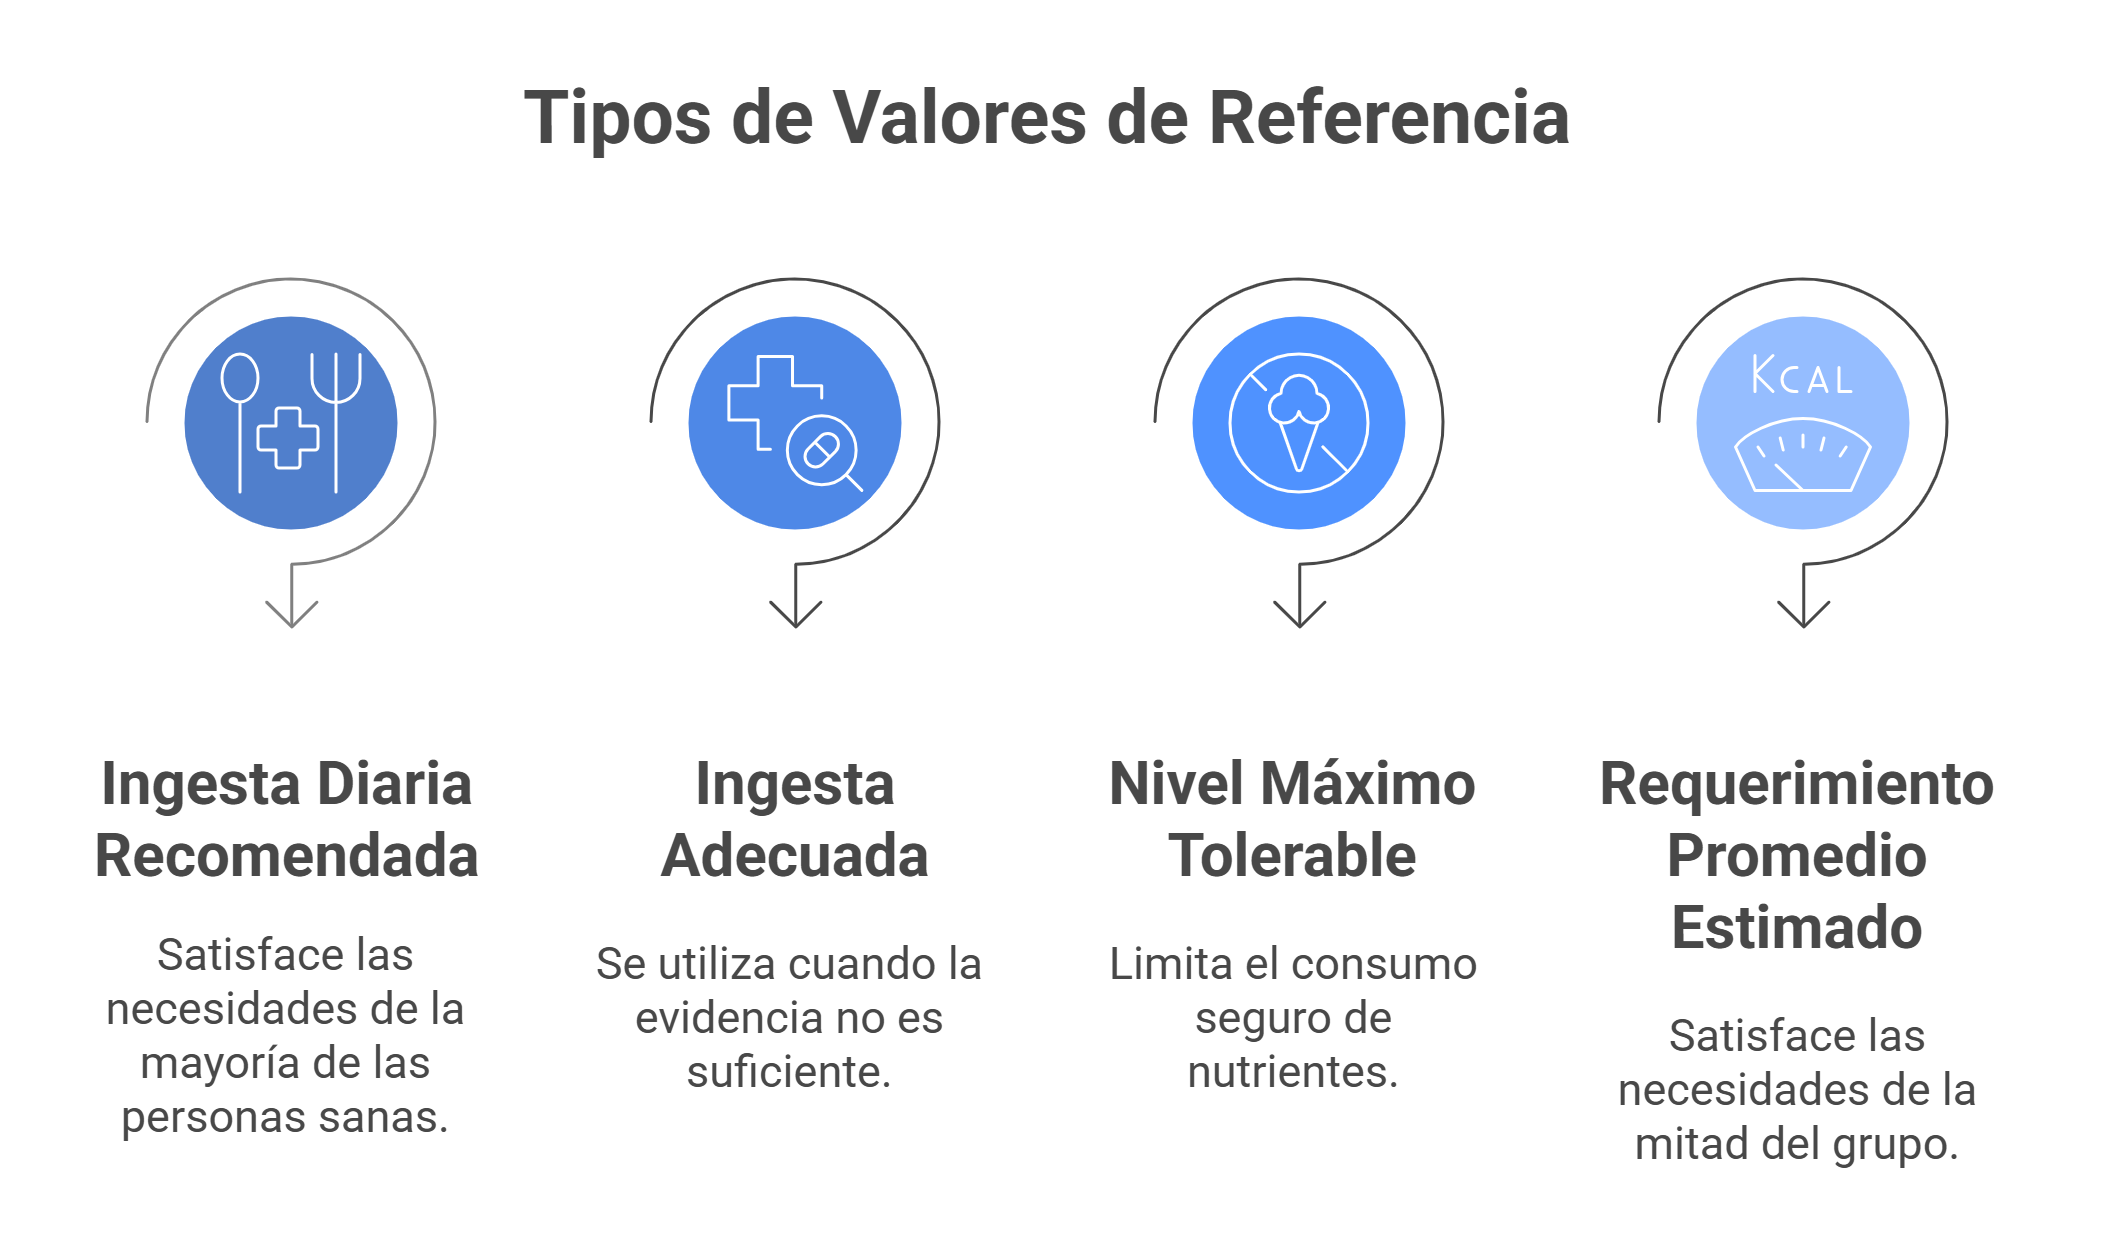 Tipos de Valores de Referencia
KCAL
Ingesta Diaria
Recomendada
Satisface las
necesidades de la
mayoría de las
personas sanas.
Ingesta
Adecuada
Se utiliza cuando la
evidencia no es
suficiente.
Nivel Máximo
Tolerable
Limita el consumo
seguro de
nutrientes.
Requerimiento
Promedio
Estimado
Satisface las
necesidades de la
mitad del grupo.